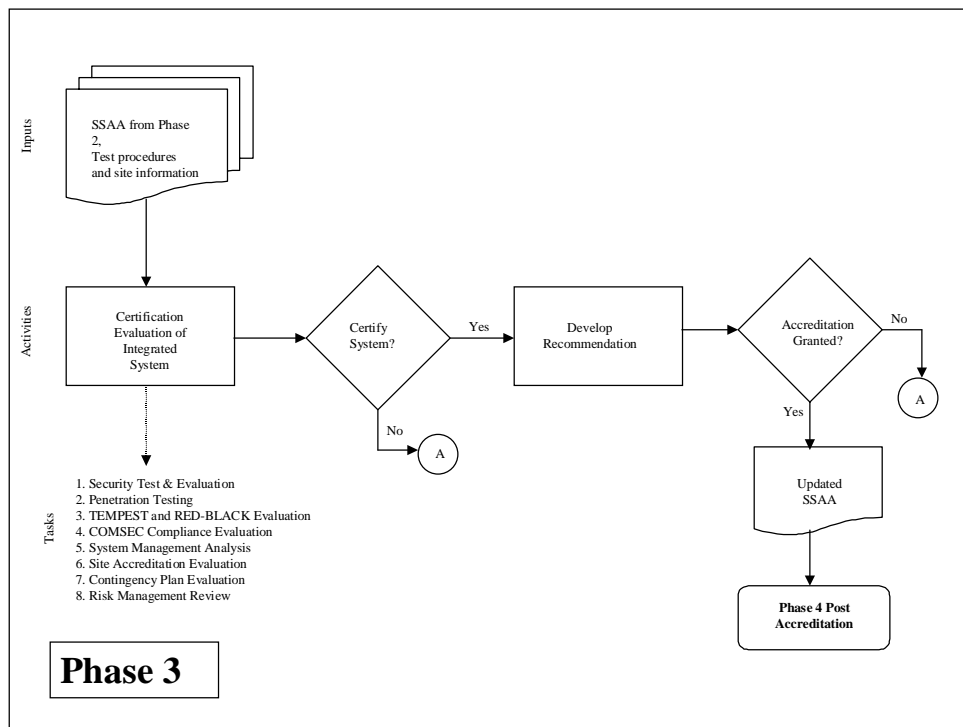 Inputs
SSAA from Phase
2,
Test procedures
and site information
Activities
Certification
Evaluation of
Integrated
System
Certify
System?
Yes
No
A
Develop
Recommendation
Accreditation
Granted?
No
A
Yes
Updated
SSAA
Phase 4 Post
Accreditation
Tasks
1. Security Test & Evaluation
2. Penetration Testing
3. TEMPEST and RED-BLACK Evaluation
4. COMSEC Compliance Evaluation
5. System Management Analysis
6. Site Accreditation Evaluation
7. Contingency Plan Evaluation
8. Risk Management Review
Phase 3